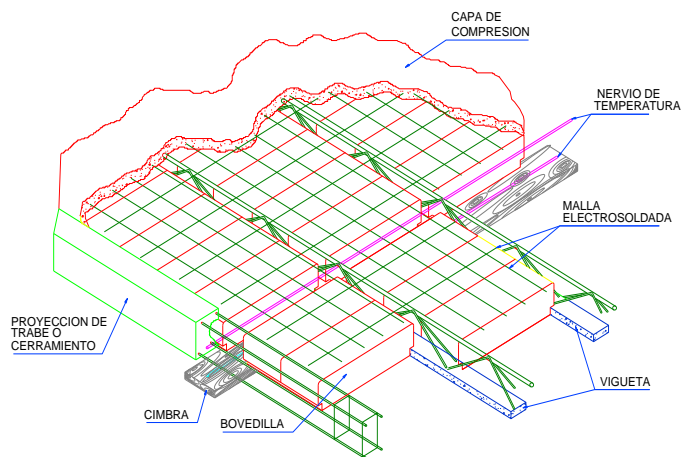 CAPA DE
COMPRESION
NERVIO DE
TEMPERATURA
MALLA
ELECTROSOLDADA
PROYECCION DE
TRABE O
CERRAMIENTO
VIGUETA
CIMBRA
BOVEDILLA